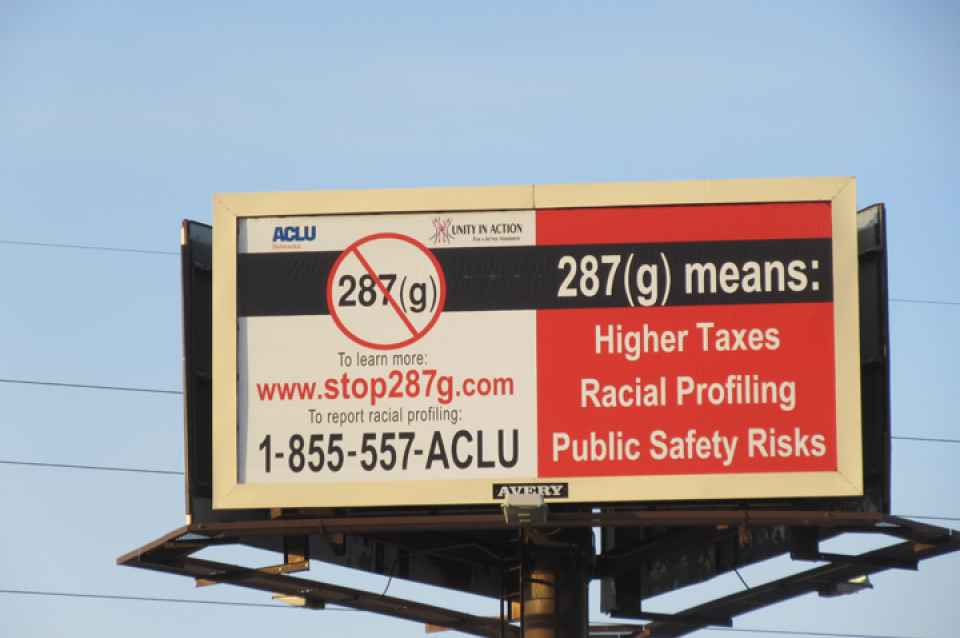 ACLU
Nebraska
UNITY IN ACTION
287(g)
To learn more:
www.stop287g.com
To report racial profiling:
1-855-557-ACLU
287(g) means:
Higher Taxes
Racial Profiling
Public Safety Risks
AVERY